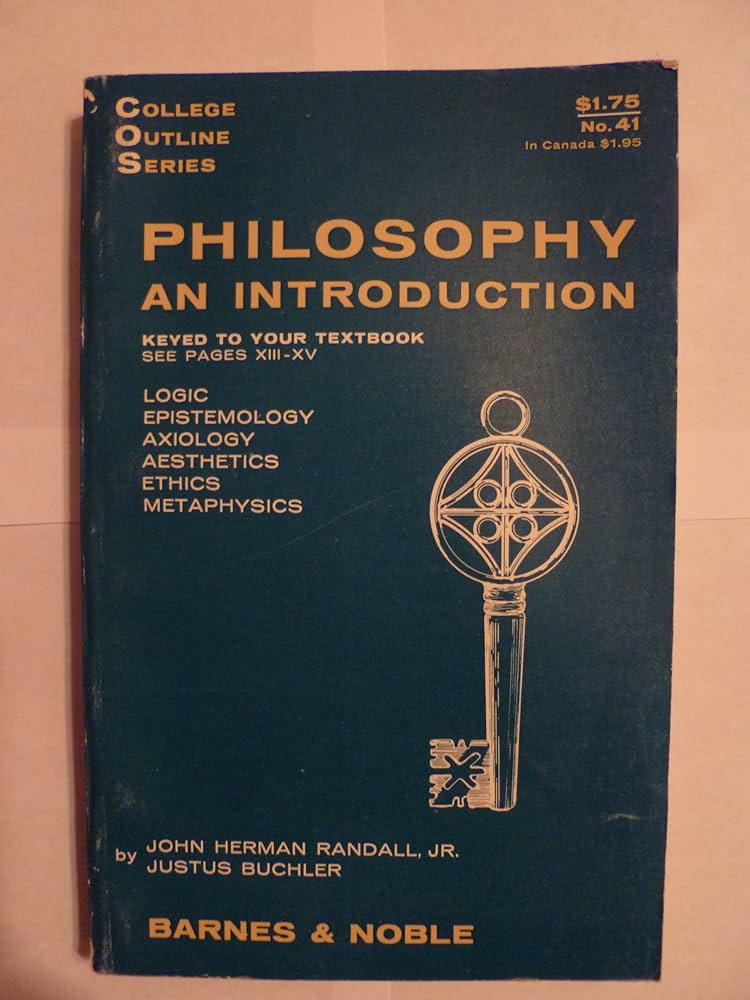 COLLEGE
OUTLINE
SERIES
$1.75
No. 41
In Canada $1.95
PHILOSOPHY
AN INTRODUCTION
KEYED TO YOUR TEXTBOOK
SEE PAGES XIII-XV
LOGIC
EPISTEMOLOGY
AXIOLOGY
AESTHETICS
ETHICS
METAPHYSICS
by JOHN HERMAN RANDALL, JR.
JUSTUS BUCHLER
BARNES & NOBLE